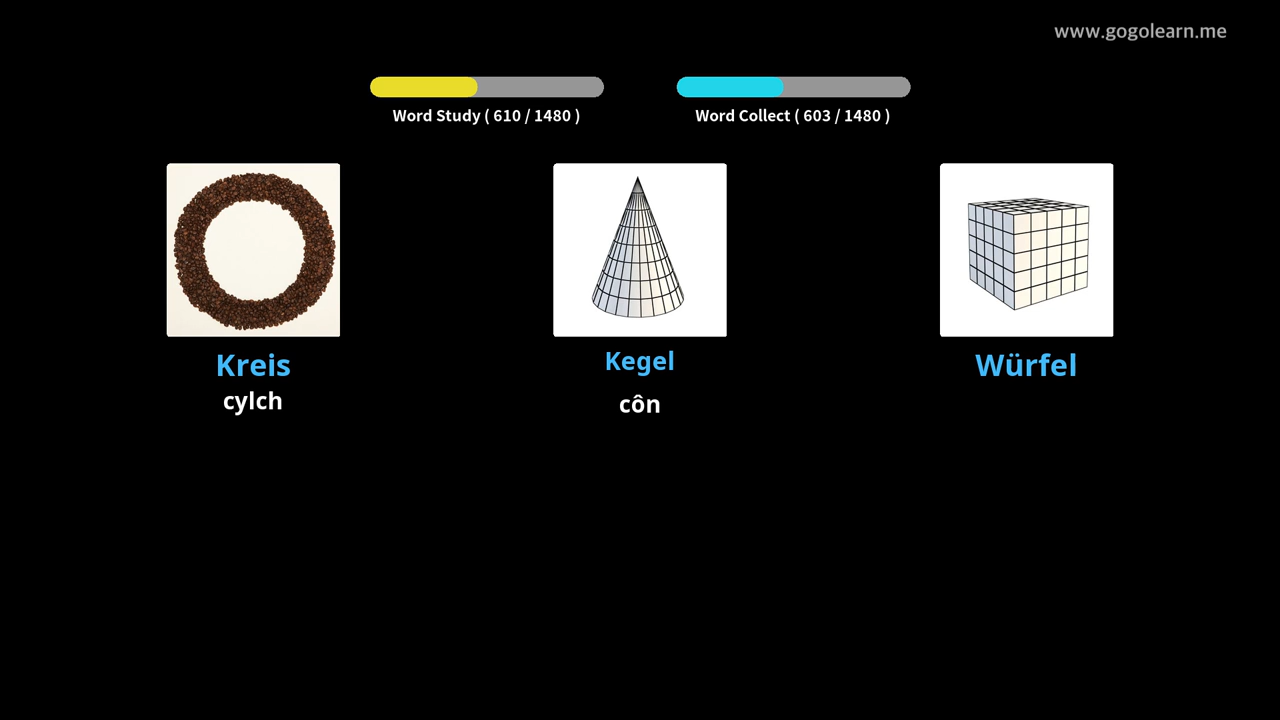 www.gogolearn.me
Word Study ( 610 / 1480 )
Word Collect ( 603 / 1480 )
Kreis
cylch
Kegel
côn
Würfel